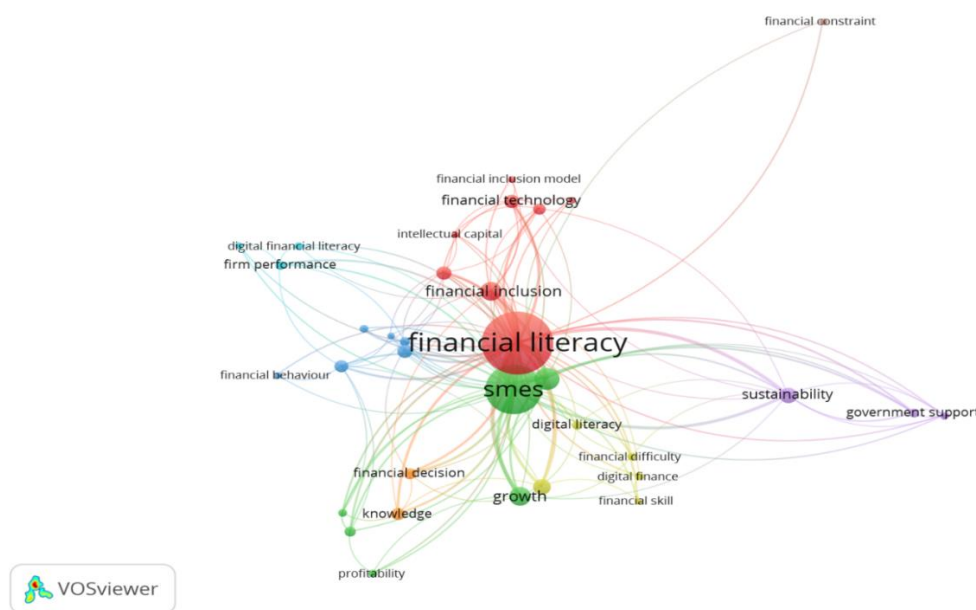 financial constraint
financial inclusion model
financial technology
intellectual capital
digital financial literacy
firm performance
financial inclusion
financial literacy
financial behaviour
smes
sustainability
government support
digital literacy
financial difficulty
financial decision
digital finance
growth
financial skill
knowledge
profitability
VOSviewer